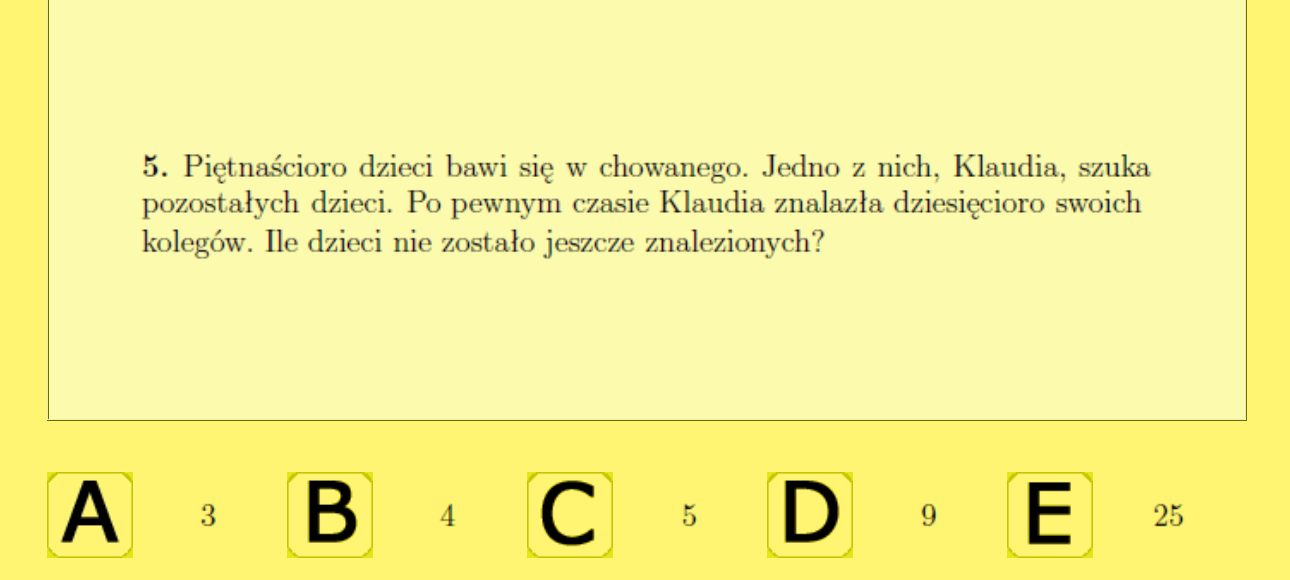 5. Piętnaścioro dzieci bawi się w chowanego. Jedno z nich, Klaudia, szuka
pozostałych dzieci. Po pewnym czasie Klaudia znalazła dziesięcioro swoich
kolegów. Ile dzieci nie zostało jeszcze znalezionych?
A 3 B 4 C 5 D 9 E 25